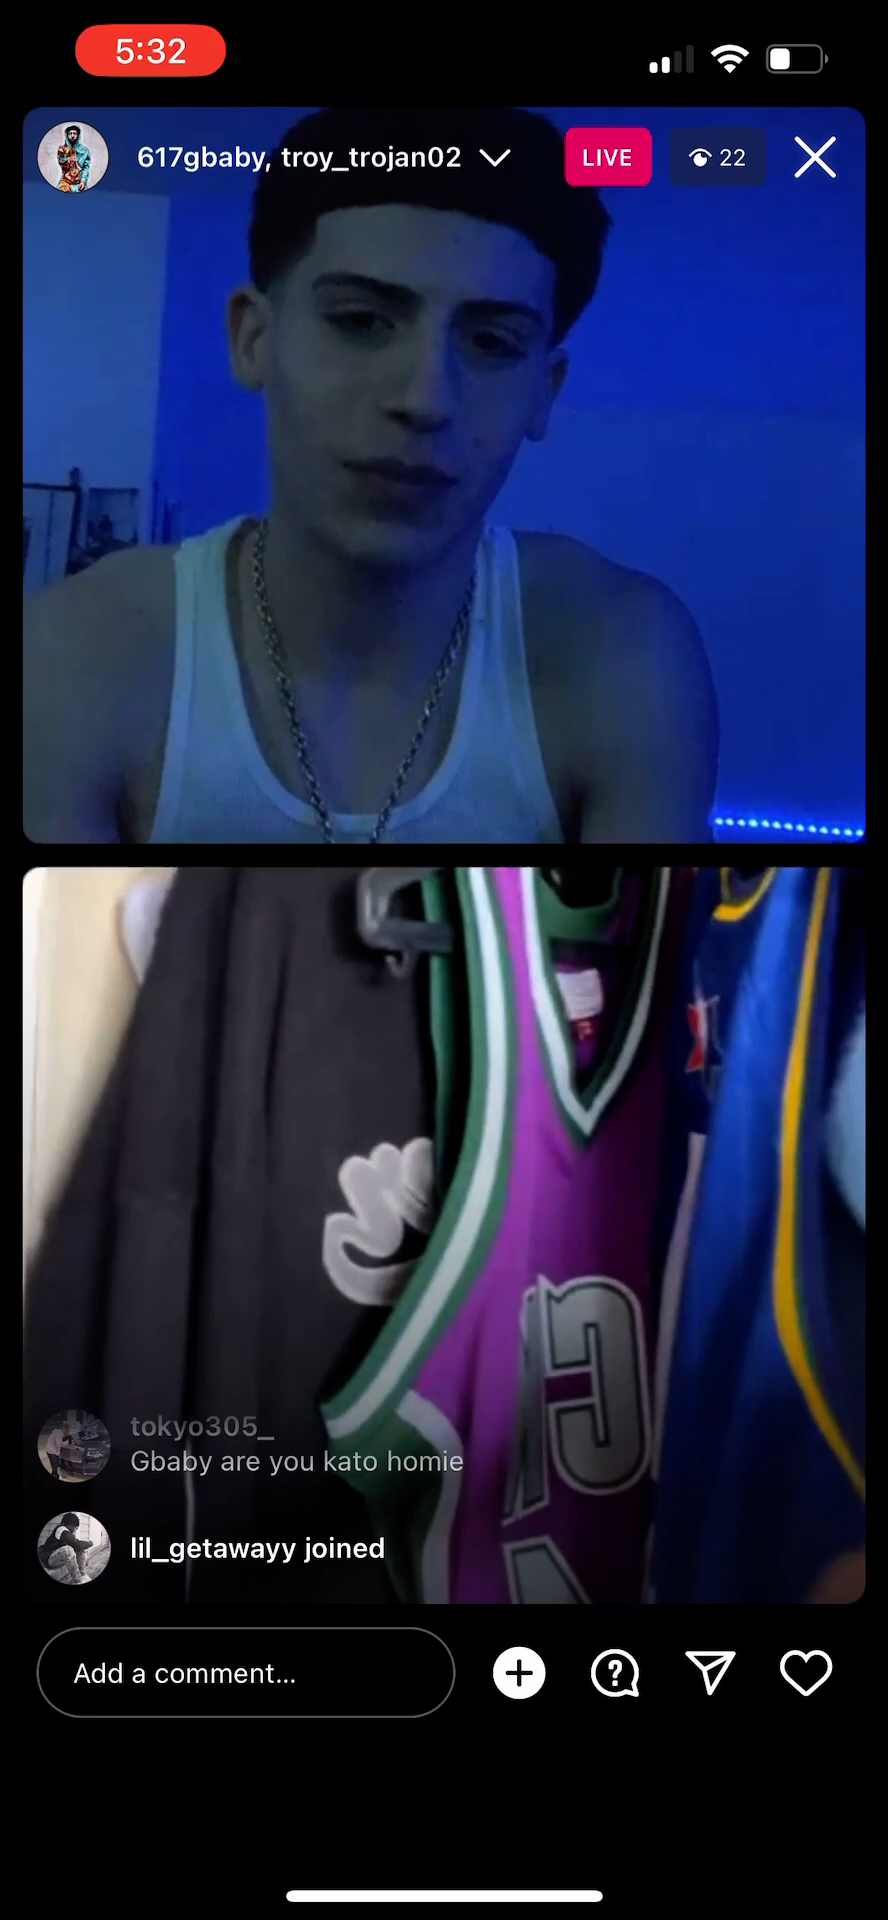 5:32
617gbaby, troy_trojan02
LIVE
22
tokyo305_
Gbaby are you kato homie
lil_getawayy joined
Add a comment...